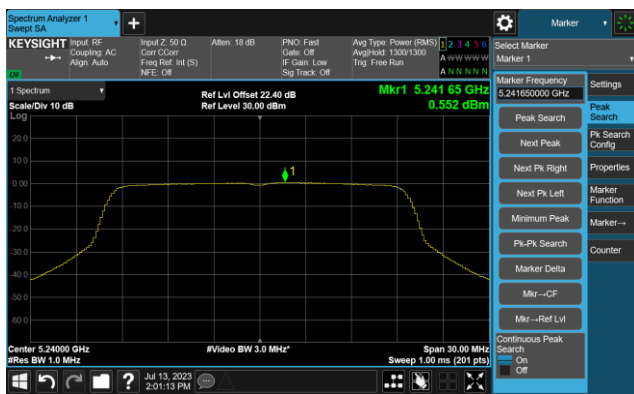 Spectrum Analyzer 1
Swept SA
Marker
KEYSIGHT
Input: RF
Coupling: AC
Align: Auto
Input Z: 50 Ω
Corr CCorr
Freq Ref: Int (S)
NFE: Off
Atten: 18 dB
PNO: Fast
Gate: Off
IF Gain: Low
Sig Track: Off
Avg Type: Power (RMS)
Avg|Hold: 1300/1300
Trig: Free Run
1 2 3 4 5 6
A W W W W W
A N N N N N
Select Marker
Marker 1
1 Spectrum
Scale/Div 10 dB
Log
Ref Lvl Offset 22.40 dB
Ref Level 30.00 dBm
Mkr1 5.241 65 GHz
0.552 dBm
20.0
10.0
0.00
-10.0
-20.0
-30.0
-40.0
-50.0
-60.0
1
Center 5.24000 GHz
#Res BW 1.0 MHz
#Video BW 3.0 MHz*
Span 30.00 MHz
Sweep 1.00 ms (201 pts)
Marker Frequency
5.241650000 GHz
Peak Search
Next Peak
Next Pk Right
Next Pk Left
Minimum Peak
Pk-Pk Search
Marker Delta
Mkr→CF
Mkr→Ref Lvl
Continuous Peak
Search
On
Off
Settings
Peak
Search
Pk Search
Config
Properties
Marker
Function
Marker→
Counter
?
Jul 13, 2023
2:01:13 PM